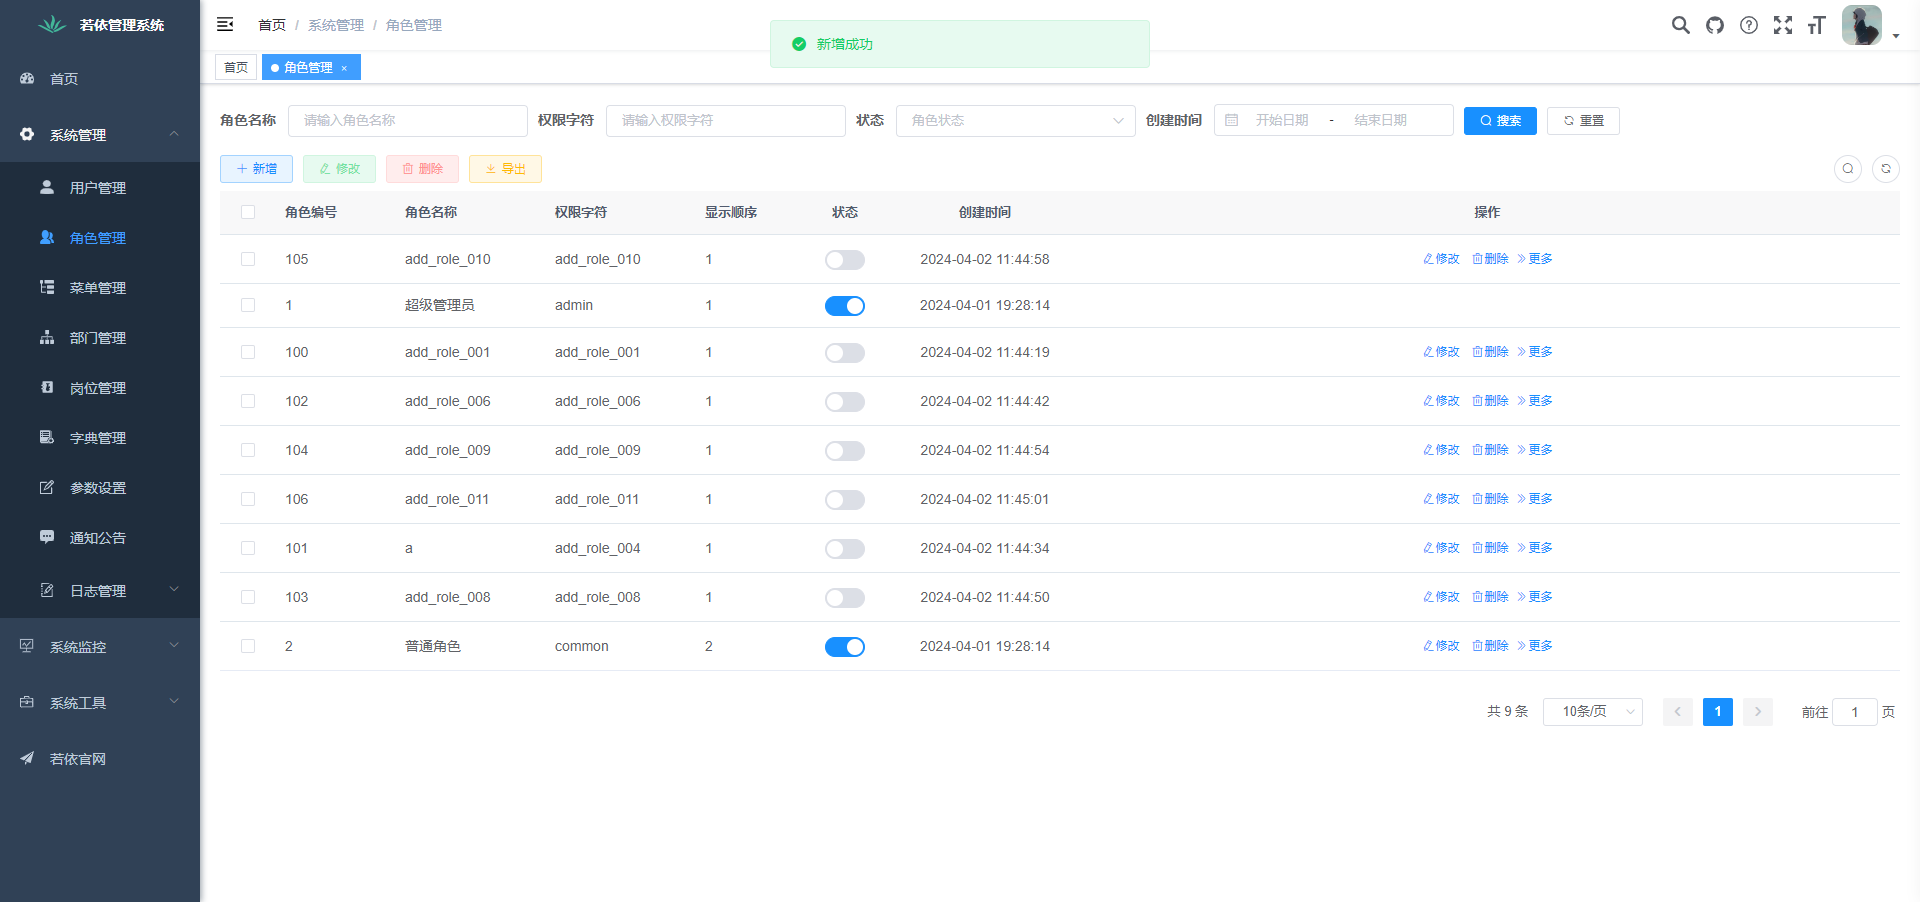 若依管理系统
首页
系统管理
用户管理
角色管理
菜单管理
部门管理
岗位管理
字典管理
参数设置
通知公告
日志管理
系统监控
系统工具
若依官网
首页 / 系统管理 / 角色管理
新增成功
首页 角色管理 ×
角色名称 请输入角色名称 权限字符 请输入权限字符 状态 角色状态 创建时间 开始日期 - 结束日期 搜索 重置
新增 修改 删除 导出
角色编号 角色名称 权限字符 显示顺序 状态 创建时间 操作
105 add_role_010 add_role_010 1 2024-04-02 11:44:58 修改 删除 更多
1 超级管理员 admin 1 2024-04-01 19:28:14
100 add_role_001 add_role_001 1 2024-04-02 11:44:19 修改 删除 更多
102 add_role_006 add_role_006 1 2024-04-02 11:44:42 修改 删除 更多
104 add_role_009 add_role_009 1 2024-04-02 11:44:54 修改 删除 更多
106 add_role_011 add_role_011 1 2024-04-02 11:45:01 修改 删除 更多
101 a add_role_004 1 2024-04-02 11:44:34 修改 删除 更多
103 add_role_008 add_role_008 1 2024-04-02 11:44:50 修改 删除 更多
2 普通角色 common 2 2024-04-01 19:28:14 修改 删除 更多
共 9 条 10条/页 1 前往 1 页